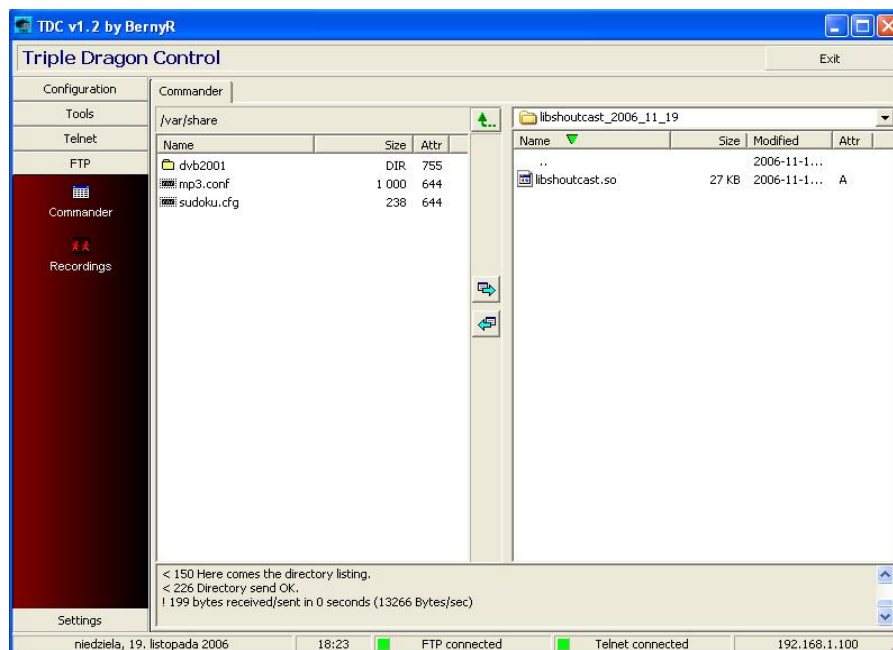 TDC v1.2 by BernyR
Triple Dragon Control
Exit
Configuration
Tools
Telnet
FTP
Commander
Recordings
Settings
Commander
/var/share
Name Size Attr
dvb2001 DIR 755
mp3.conf 1 000 644
sudoku.cfg 238 644
libshoutcast_2006_11_19
Name Size Modified Attr
.. 2006-11-1...
libshoutcast.so 27 KB 2006-11-1... A
< 150 Here comes the directory listing.
< 226 Directory send OK.
! 199 bytes received/sent in 0 seconds (13266 Bytes/sec)
niedziela, 19. listopada 2006 18:23 FTP connected Telnet connected 192.168.1.100